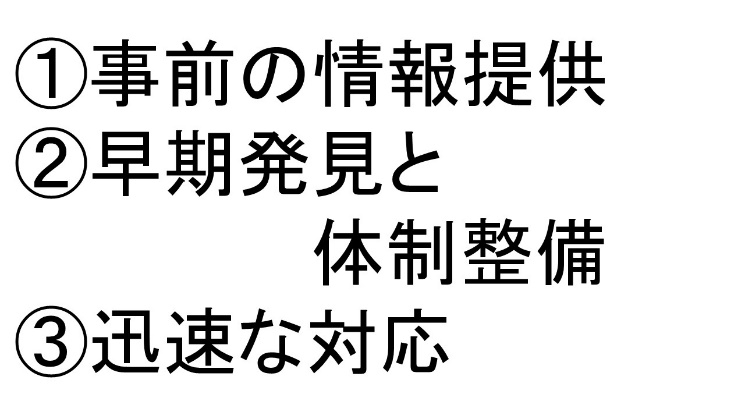 ①事前の情報提供
②早期発見と
体制整備
③迅速な対応